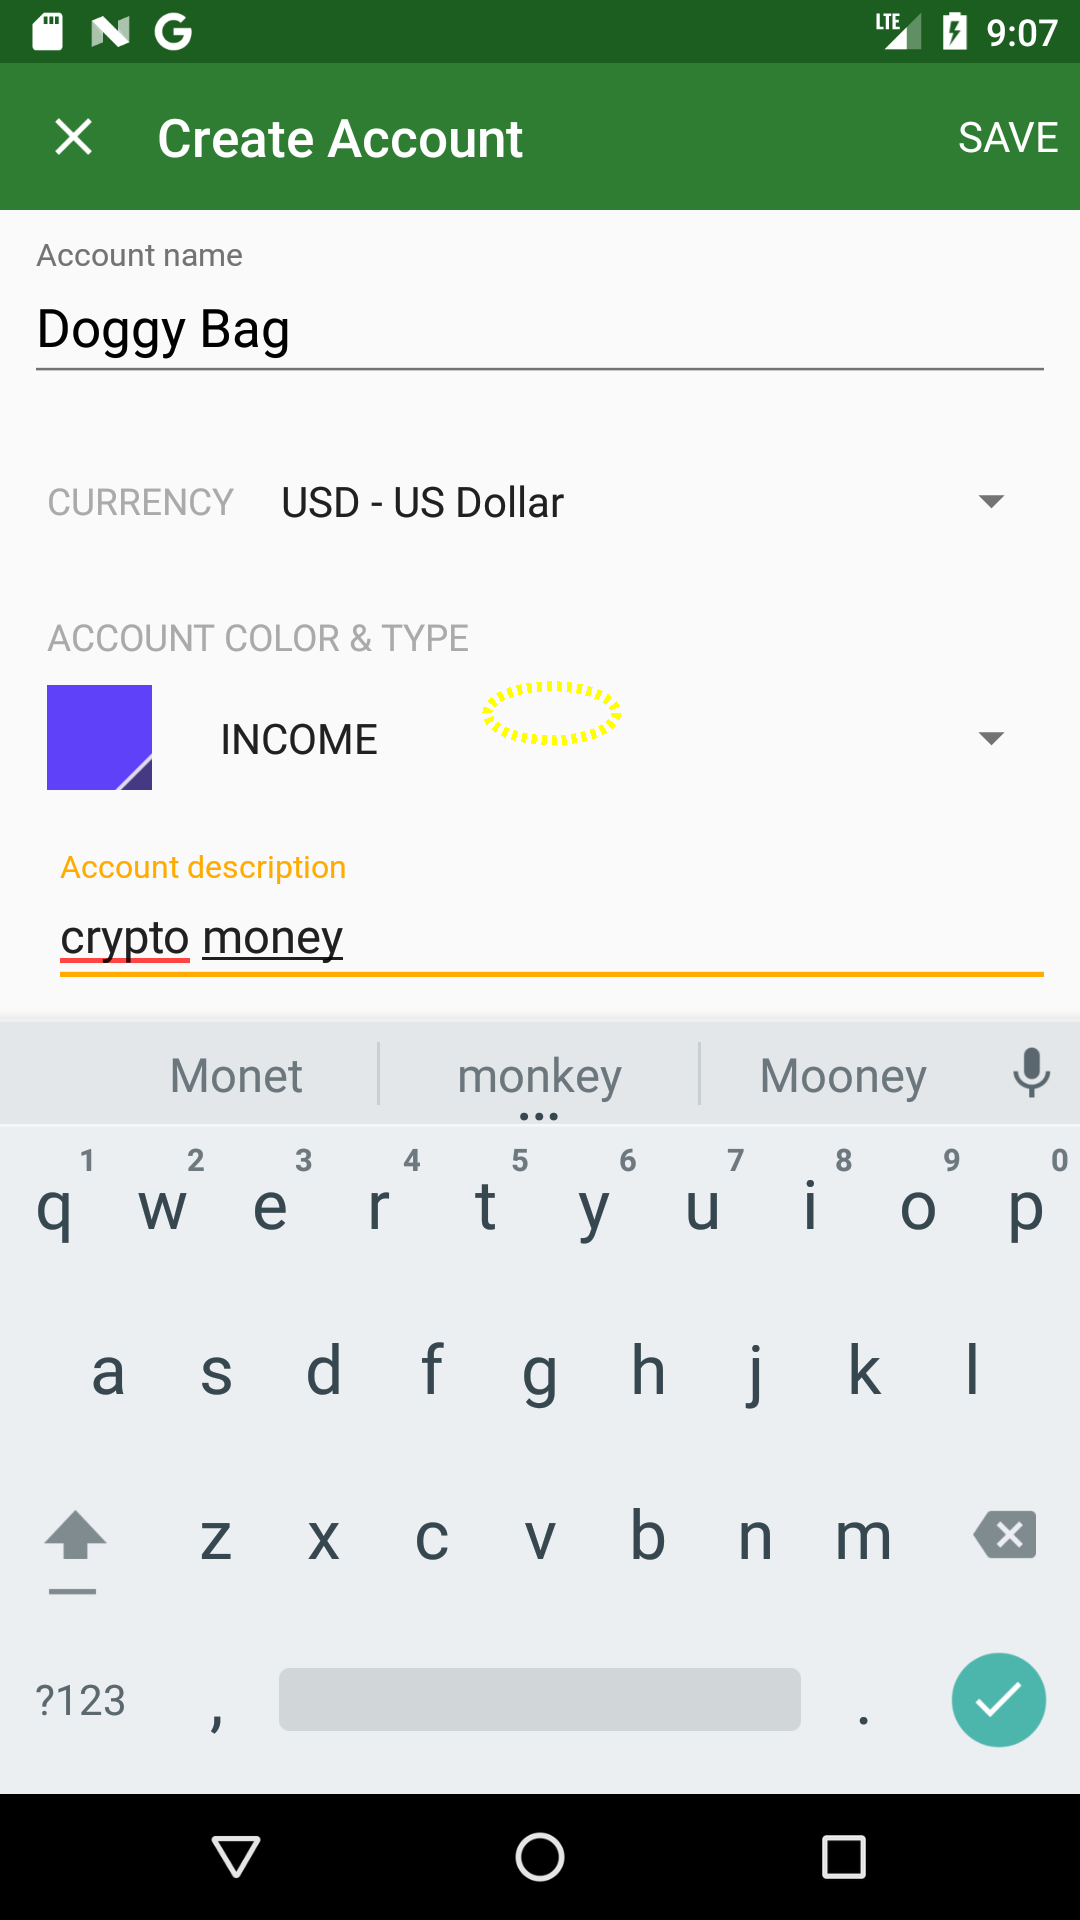 LTE 9:07
Create Account SAVE
Account name
Doggy Bag
CURRENCY USD - US Dollar
ACCOUNT COLOR & TYPE
INCOME
Account description
crypto money
Monet monkey Mooney
1 2 3 4 5 6 7 8 9 0
q w e r t y u i o p
a s d f g h j k l
z x c v b n m
?123 , .